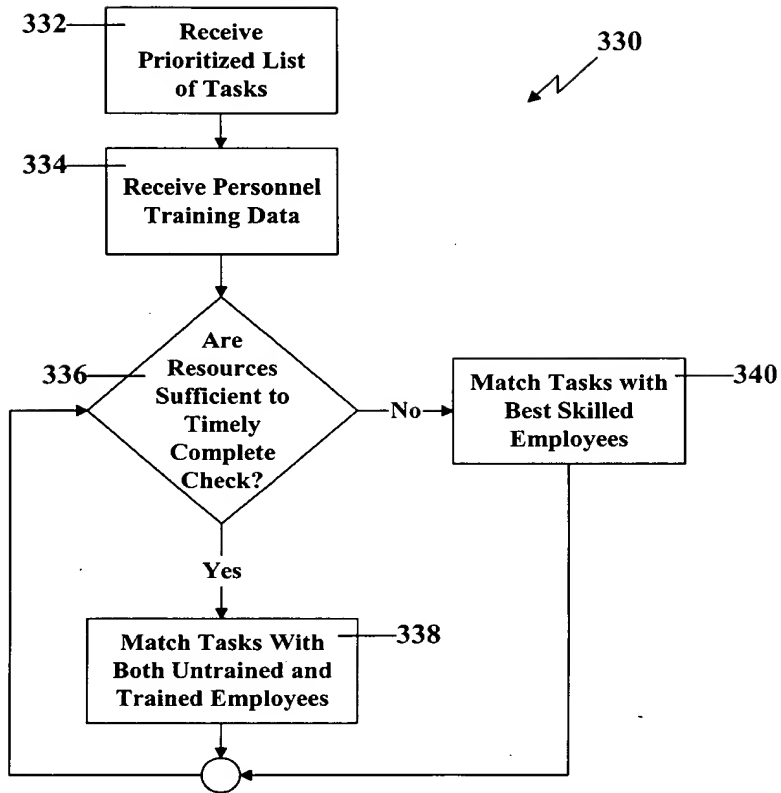 332
Receive
Prioritized List
of Tasks
330
334
Receive Personnel
Training Data
336
Are
Resources
Sufficient to
Timely
Complete
Check?
No
Match Tasks with
Best Skilled
Employees
340
Yes
Match Tasks With
Both Untrained and
Trained Employees
338